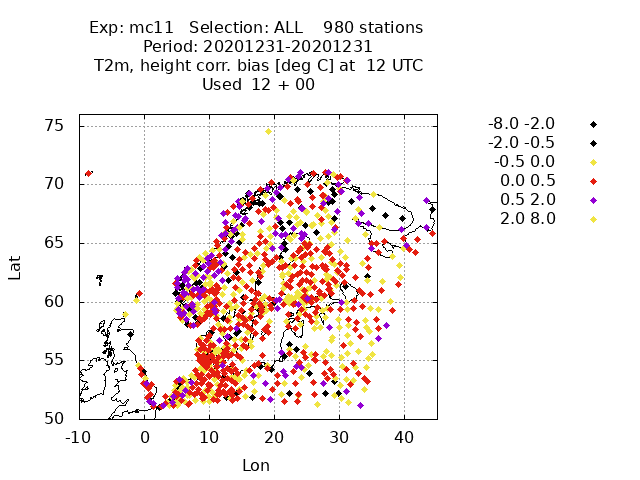 Exp: mc11   Selection: ALL    980 stations
Period: 20201231-20201231
T2m, height corr. bias [deg C] at  12 UTC
Used  12 + 00
-8.0 -2.0
-2.0 -0.5
-0.5 0.0
0.0 0.5
0.5 2.0
2.0 8.0
75
70
65
60
55
50
Lat
-10 0 10 20 30 40
Lon